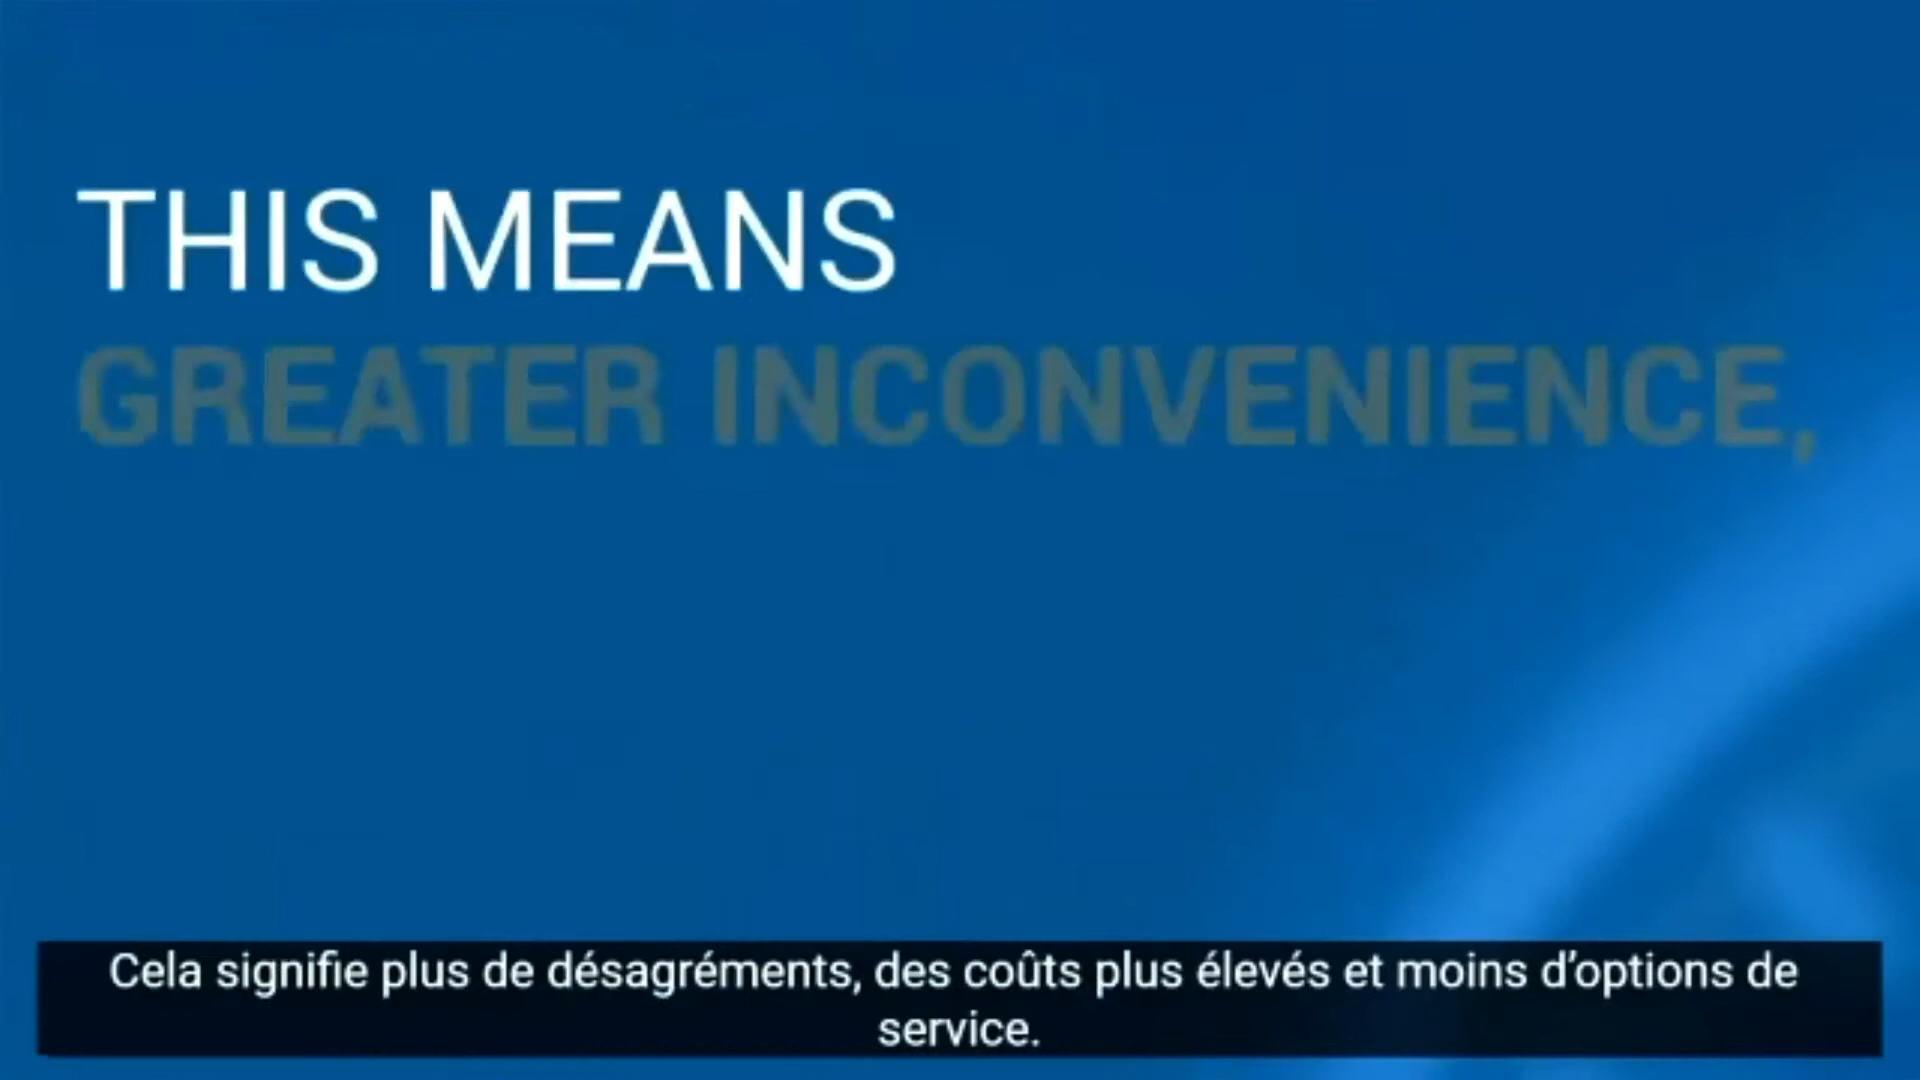 THIS MEANS
GREATER INCONVENIENCE,
Cela signifie plus de désagréments, des coûts plus élevés et moins d’options de
service.